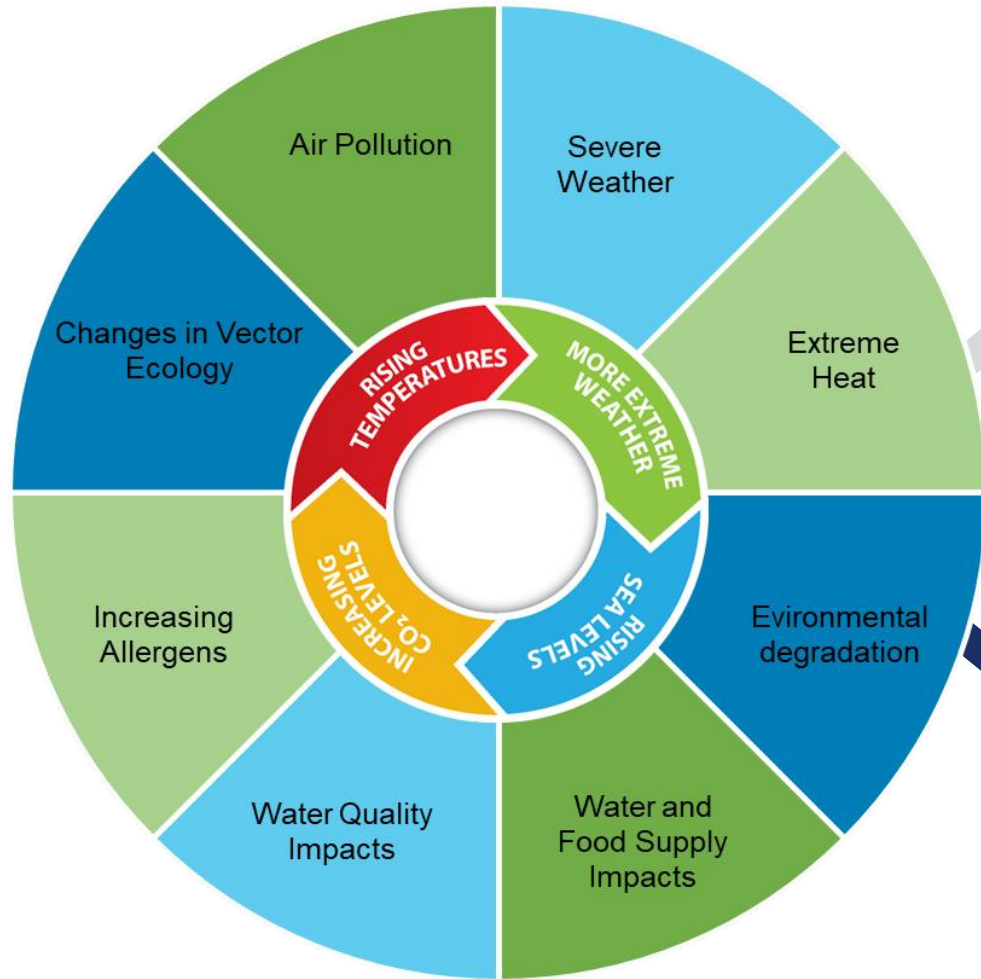 Air Pollution
Severe
Weather
Extreme
Heat
Evironmental
degradation
Water and
Food Supply
Impacts
Water Quality
Impacts
Increasing
Allergens
Changes in Vector
Ecology
RISING
TEMPERATURES
MORE EXTREME
WEATHER
RISING
SEA LEVELS
INCREASING
CO₂ LEVELS